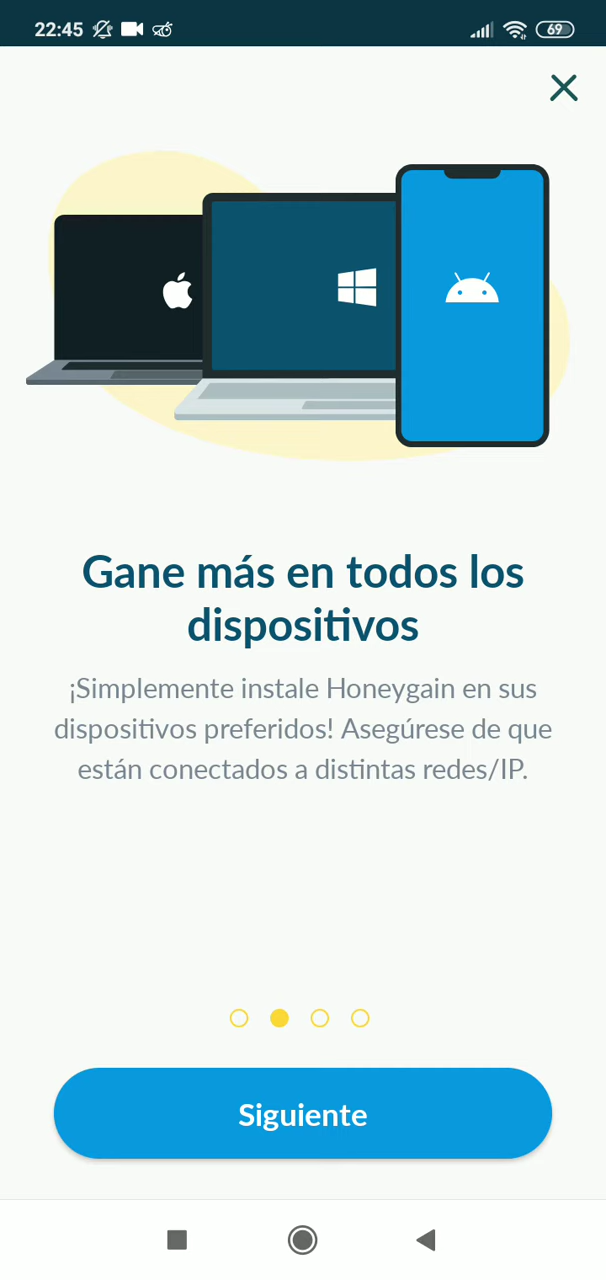 22:45
69
Gane más en todos los
dispositivos
¡Simplemente instale Honeygain en sus
dispositivos preferidos! Asegúrese de que
están conectados a distintas redes/IP.
Siguiente